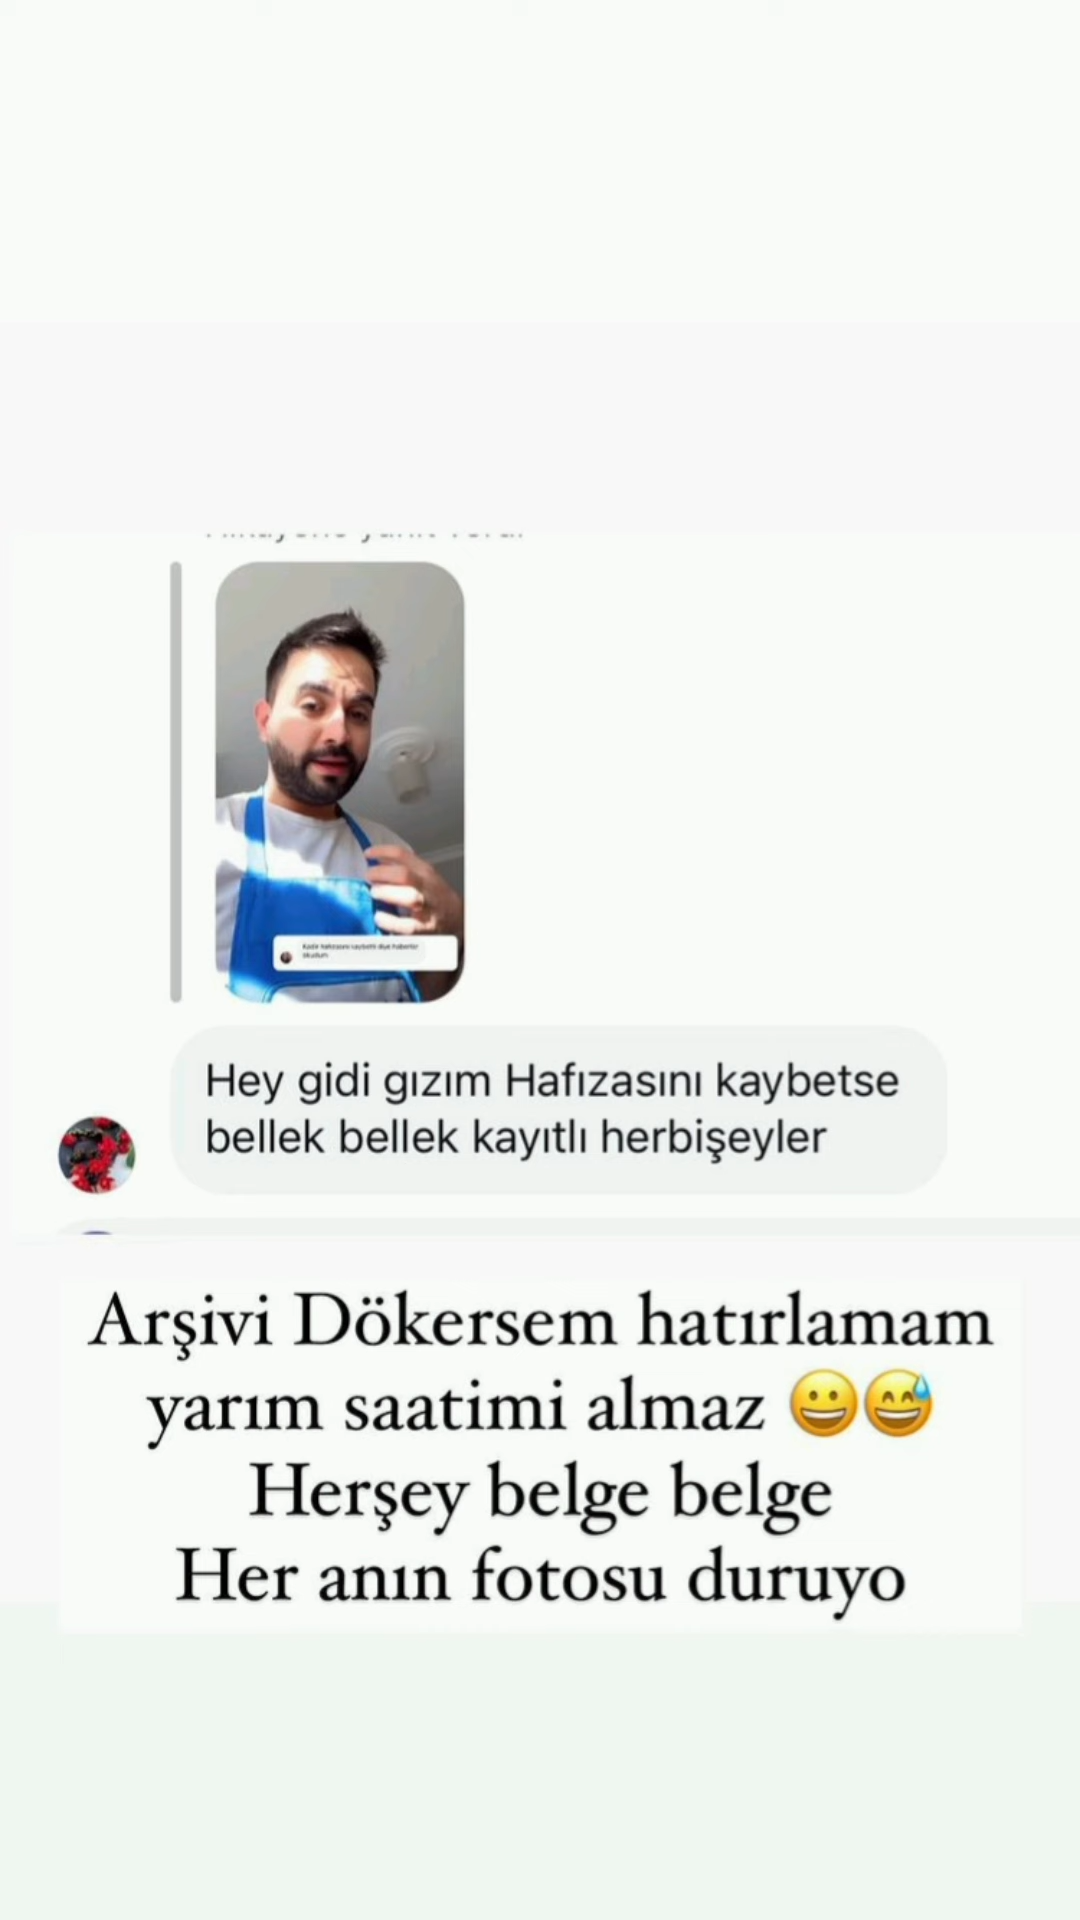 Hey gidi gızım Hafızasını kaybetse
bellek bellek kayıtlı herbişeyler
Arşivi Dökersem hatırlamam
yarım saatimi almaz 😀😅
Herşey belge belge
Her anın fotosu duruyo